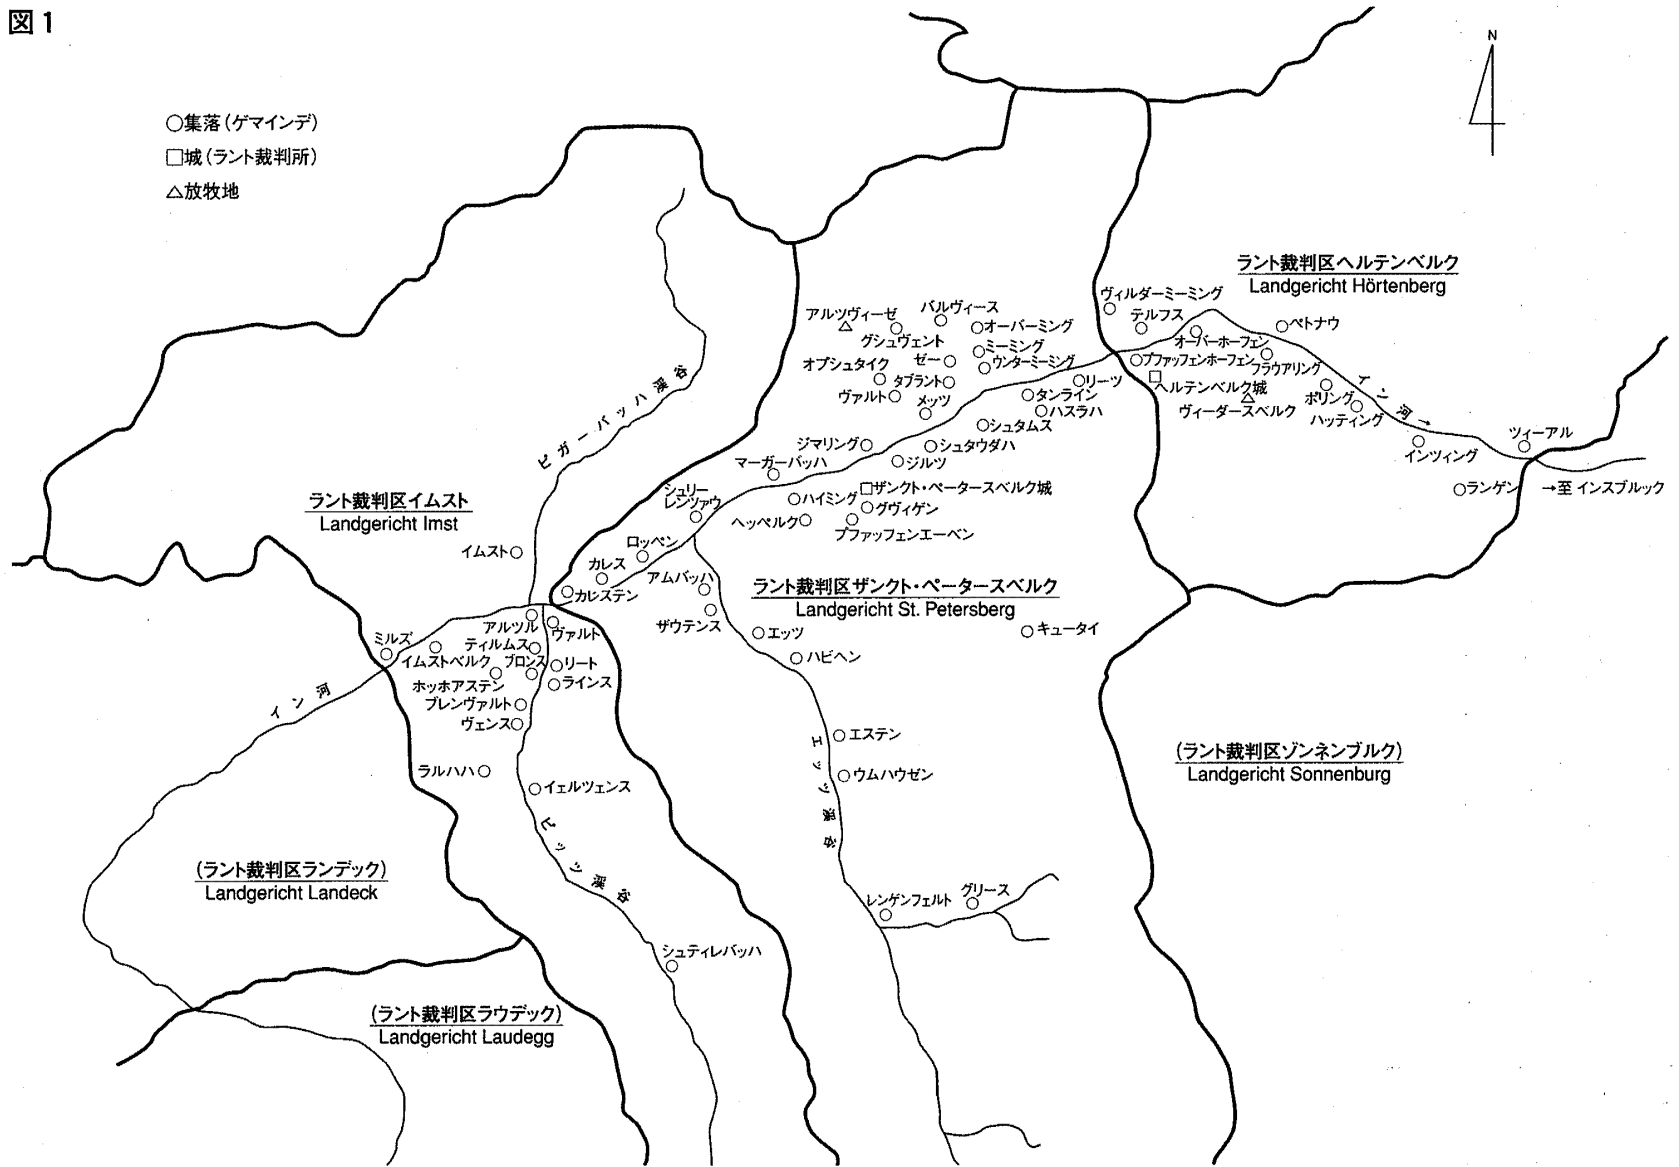 図1
N
○集落（ゲマインデ）
□城（ラント裁判所）
△放牧地
ラント裁判区ヘルテンベルク
Landgericht Hörtenberg
ヴィルダーミーミング
テルフス
ペトナウ
オーバーホーフェン
プファッフェンホーフェン
フラウアリング
ヘルテンベルク城
ヴィーダースベルク
ポリング
ハッティング
イン河→
インツィング
ツィーアル
ランゲン
→至 インスブルック
アルツヴィーゼ
バルヴィース
グシュヴェント
オーバーミング
ミーミング
ウンターミーミング
ゼー
オブシュタイク
タブラント
ヴァルト
メッツ
リーツ
タンライン
ハスラハ
シュタムス
シュタウダハ
ジマリング
ジルツ
マーガーバッハ
シュリー
レンツァウ
ハイミング
ザンクト・ペータースベルク城
グヴィゲン
ヘッペルク
プファッフェンエーベン
ピガーバッハ渓谷
ラント裁判区イムスト
Landgericht Imst
イムスト
ロッペン
カレス
カレステン
アムバッハ
ザウテンス
ラント裁判区ザンクト・ペータースベルク
Landgericht St. Petersberg
エッツ
ハビヘン
キュータイ
アルツル
ヴァルト
ミルズ
ティルムス
イムストベルク
ブロンス
リート
ホッホアステン
ラインス
ブレンヴァルト
ヴェンス
イン河
エステン
エッツ渓谷
ウムハウゼン
(ラント裁判区ゾンネンブルク)
Landgericht Sonnenburg
ラルハハ
イェルツェンス
ピッツ渓谷
(ラント裁判区ランデック)
Landgericht Landeck
レンゲンフェルト
グリース
シュティレバッハ
(ラント裁判区ラウデック)
Landgericht Laudegg